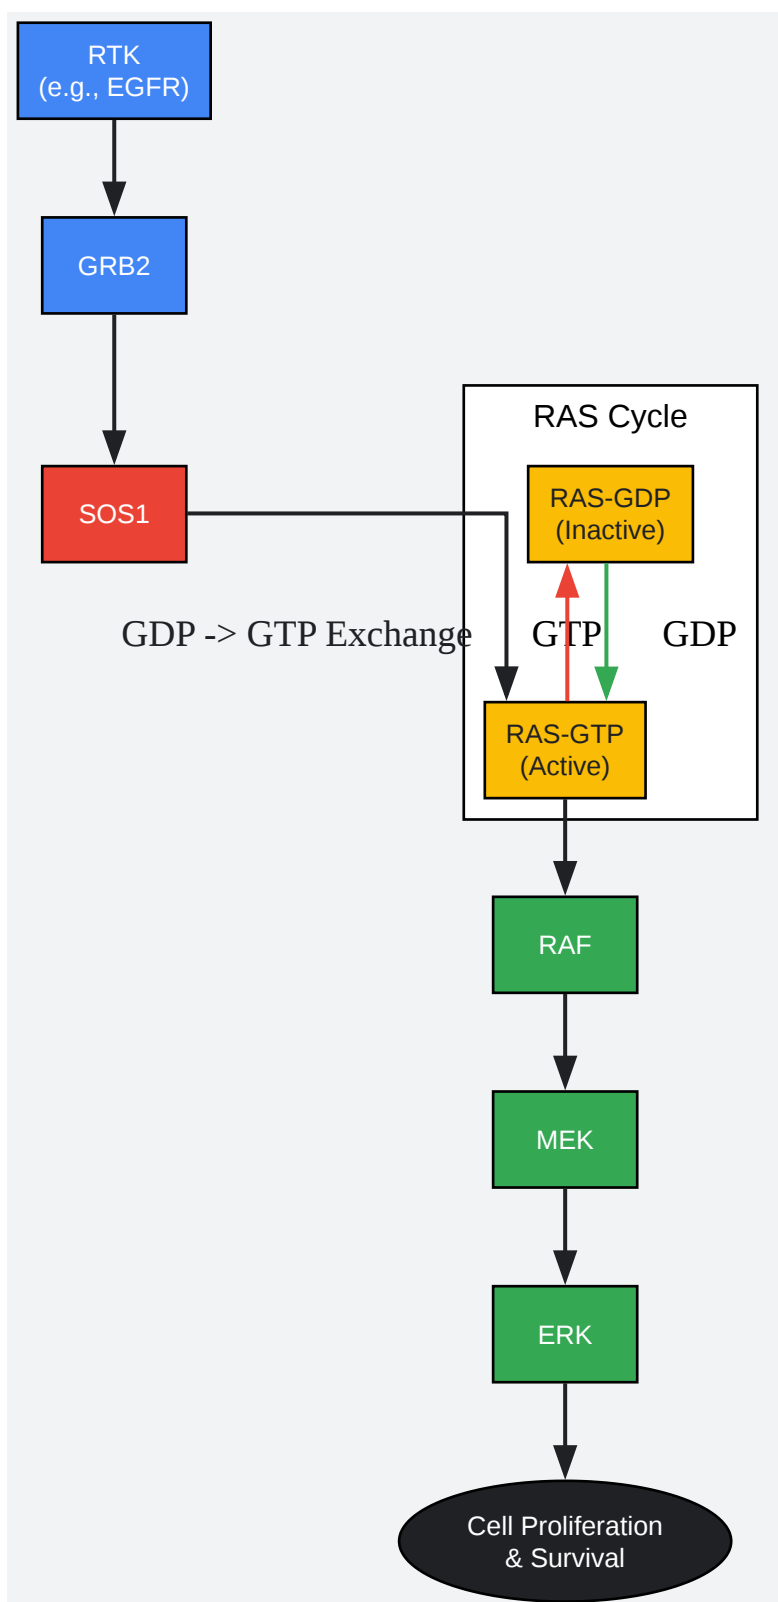 RTK
(e.g., EGFR)
GRB2
RAS Cycle
SOS1
RAS-GDP
(Inactive)
GDP -> GTP Exchange
GTP
GDP
RAS-GTP
(Active)
RAF
MEK
ERK
Cell Proliferation
& Survival